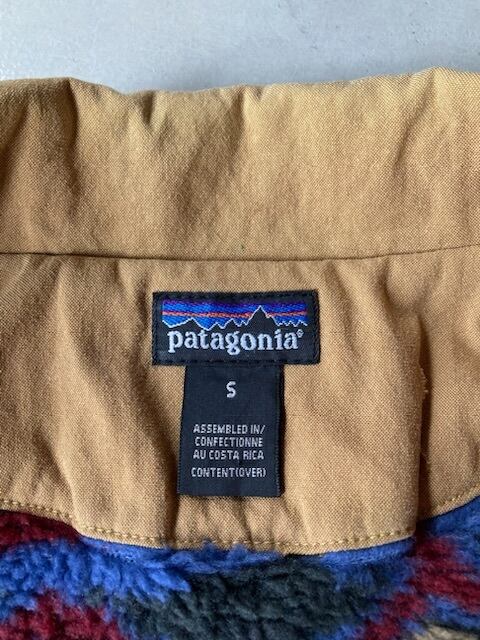 patagonia®
S
ASSEMBLED IN/
CONFECTIONNE
AU COSTA RICA
CONTENT(OVER)